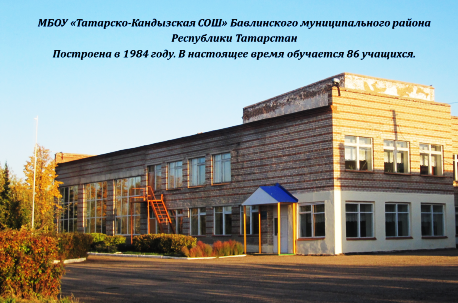 МБОУ «Татарско-Кандызская СОШ» Бавлинского муниципального района
Республики Татарстан
Построена в 1984 году. В настоящее время обучается 86 учащихся.